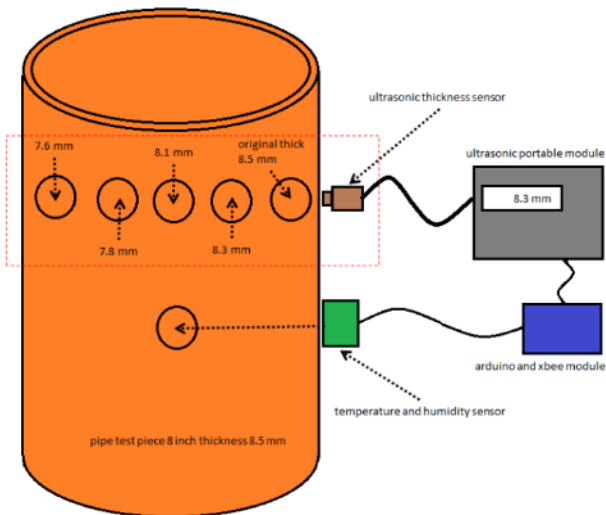 ultrasonic thickness sensor
7.6 mm
8.1 mm
original thick
8.5 mm
ultrasonic portable module
8.3 mm
7.8 mm
8.3 mm
arduino and xbee module
temperature and humidity sensor
pipe test piece 8 inch thickness 8.5 mm